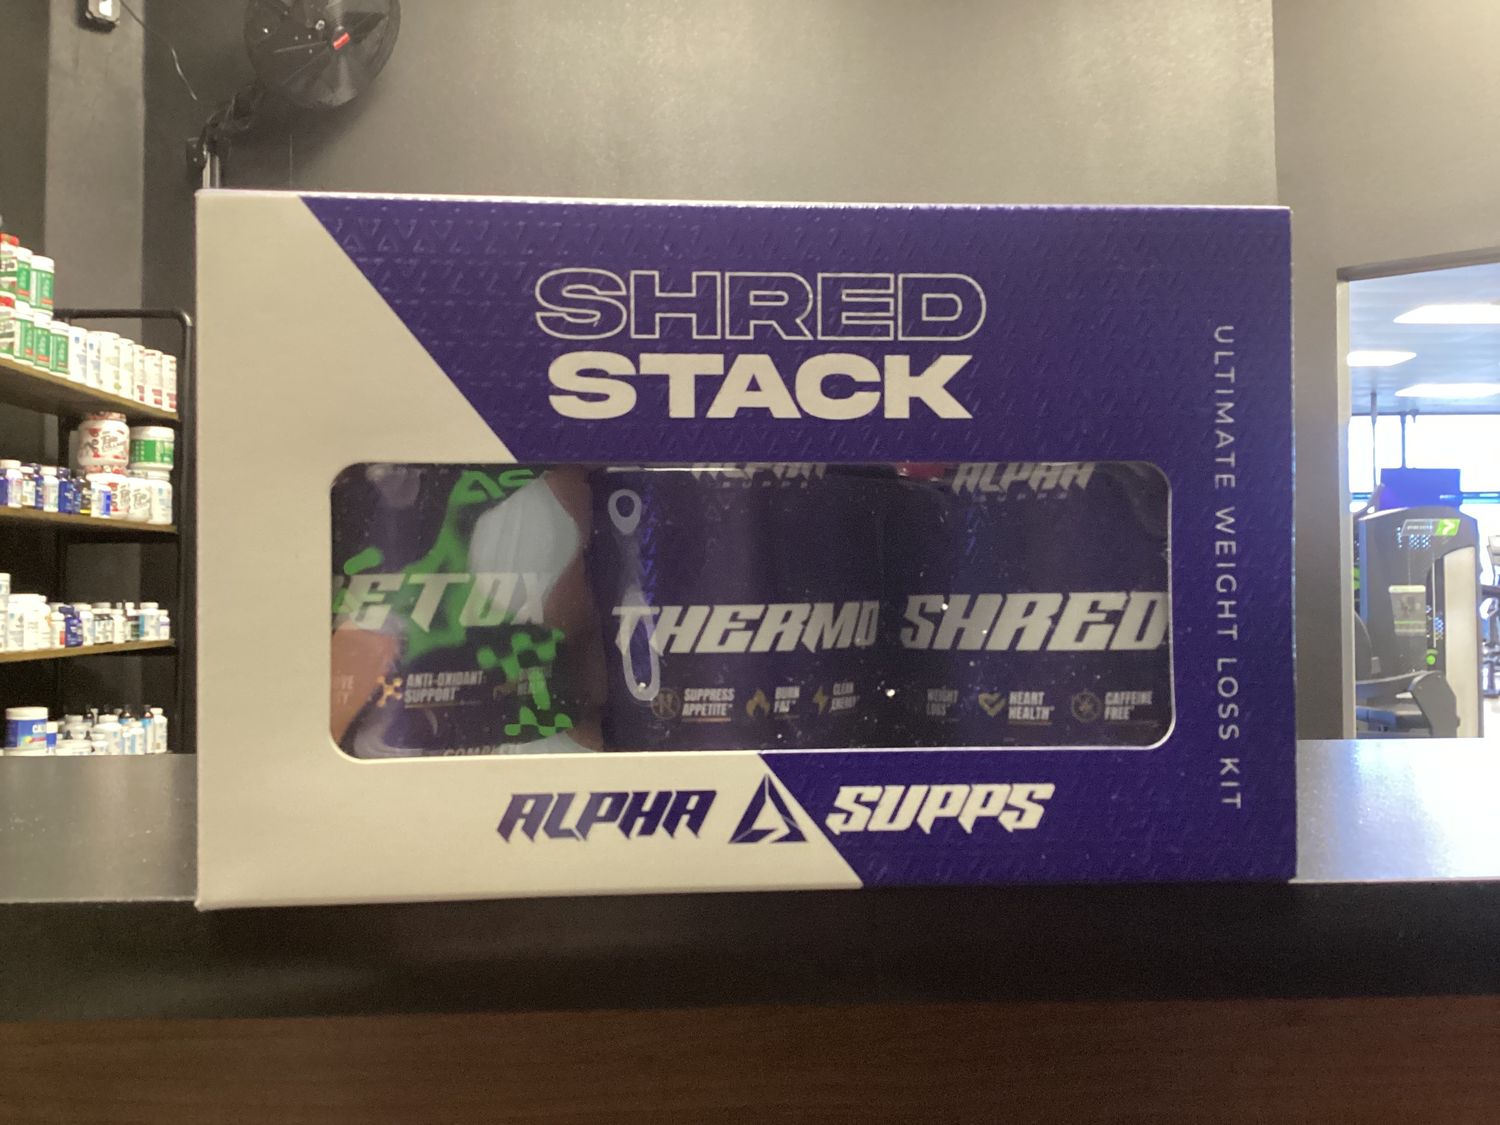 SHRED
STACK
ULTIMATE WEIGHT LOSS KIT
ALPHA
ALPHA
ETOX
THERMO
SHRED
ANTI-OXIDANT
SUPPORT
SUPPRESS
APPETITE
BURN
FAT
CLEAN
ENERGY
WEIGHT
LOSS
HEART
HEALTH
CAFFEINE
FREE
ALPHA SUPPS